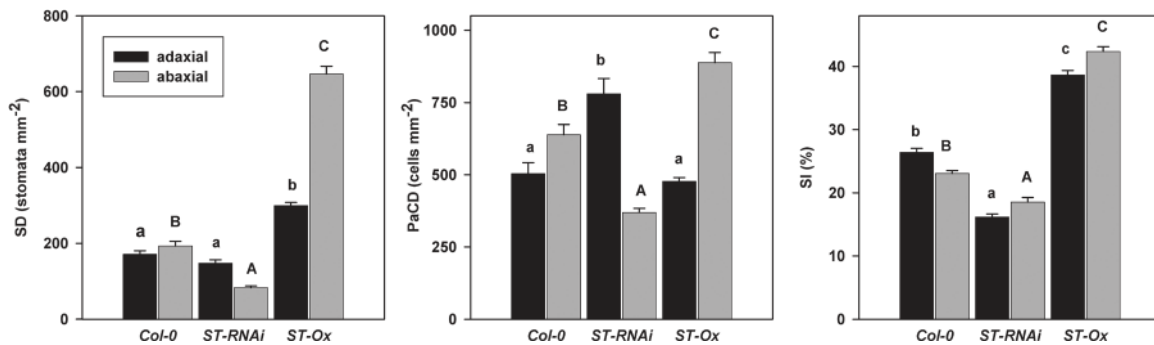 SD (stomata mm-2)
800
600
400
200
0
adaxial
abaxial
a
B
a
A
b
C
Col-0 ST-RNAi ST-Ox
PaCD (cells mm-2)
1000
750
500
250
0
a
B
b
A
a
C
Col-0 ST-RNAi ST-Ox
SI (%)
40
30
20
10
0
b
B
a
A
c
C
Col-0 ST-RNAi ST-Ox